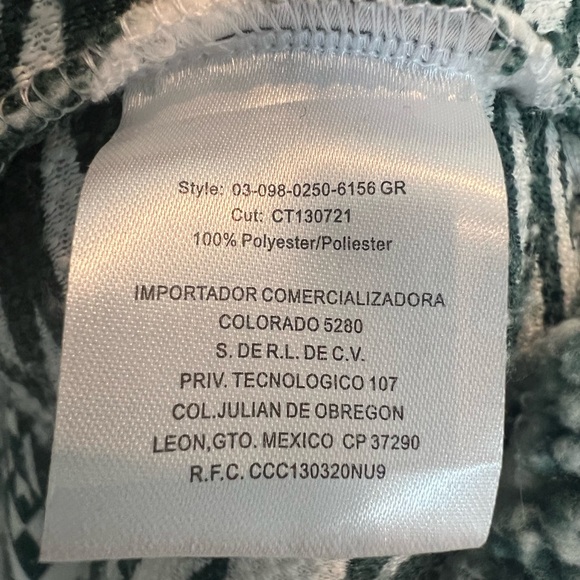 Style: 03-098-0250-6156 GR
Cut: CT130721
100% Polyester/Poliester
IMPORTADOR COMERCIALIZADORA
COLORADO 5280
S. DE R.L. DE C.V.
PRIV. TECNOLOGICO 107
COL.JULIAN DE OBREGON
LEON,GTO. MEXICO CP 37290
R.F.C. CCC130320NU9